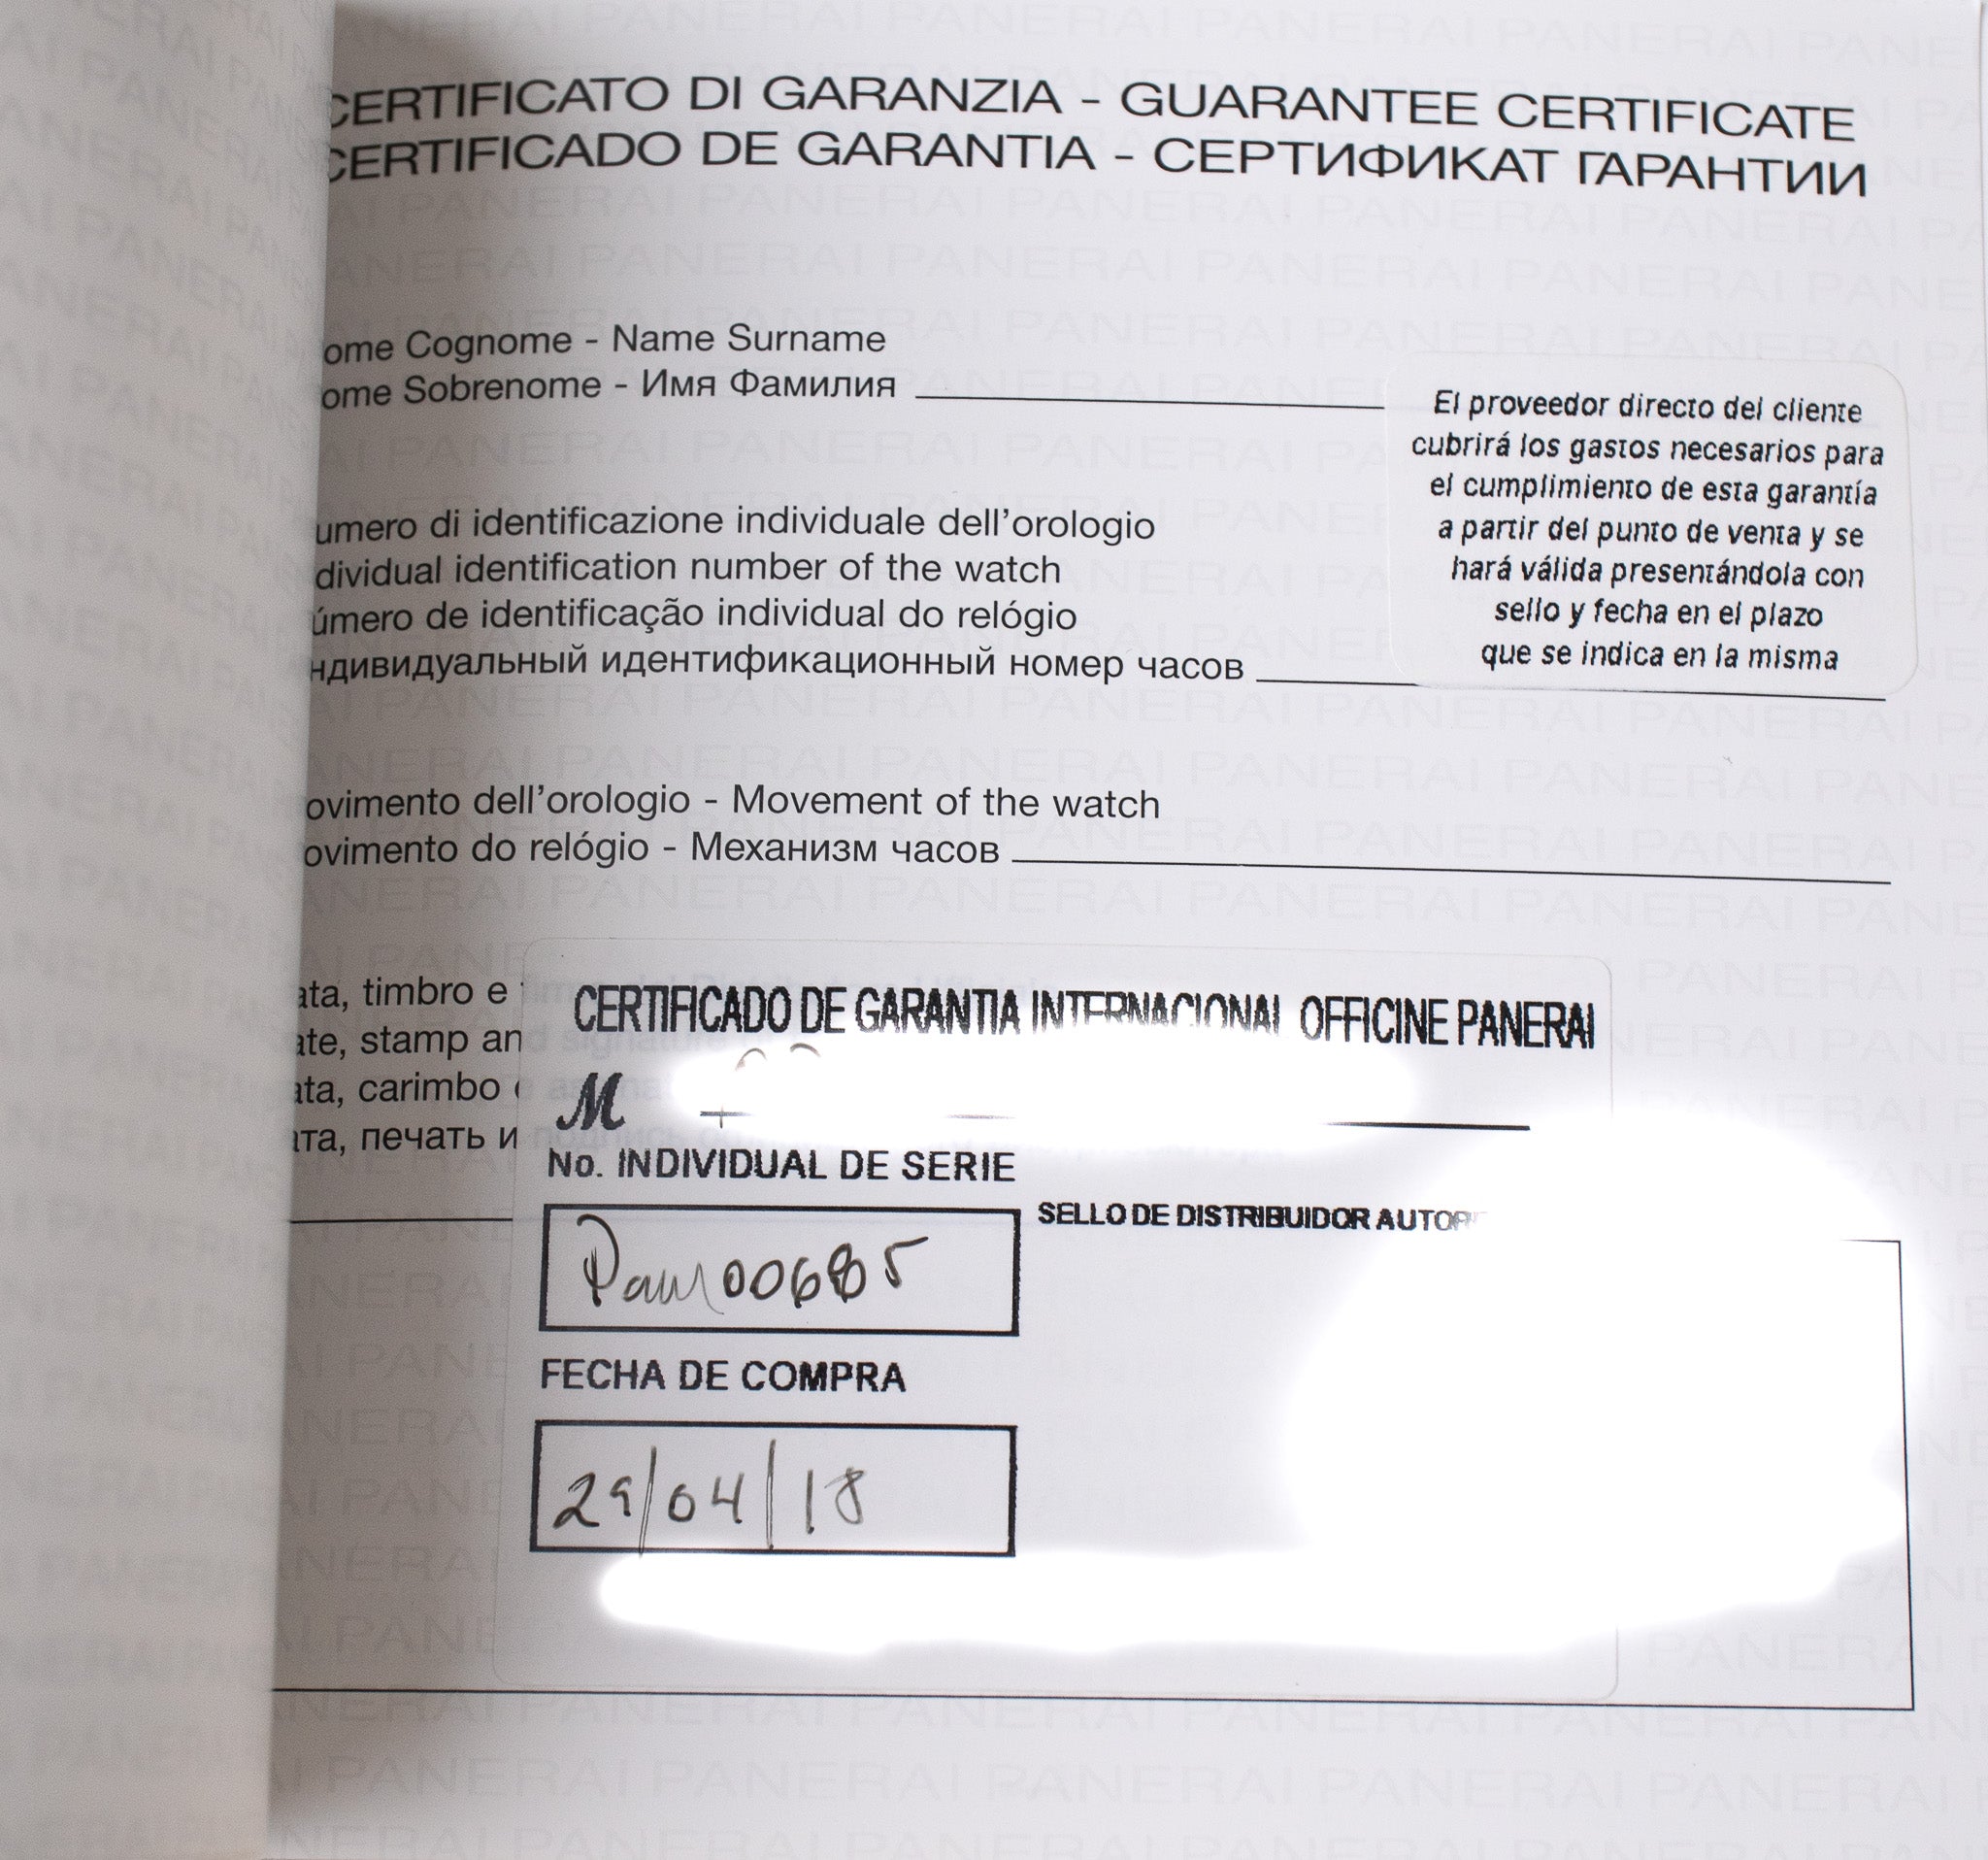 CERTIFICATO DI GARANZIA - GUARANTEE CERTIFICATE
CERTIFICADO DE GARANTIA - СЕРТИФИКАТ ГАРАНТИИ
ome Cognome - Name Surname
ome Sobrenome - Имя Фамилия
El proveedor directo del cliente
cubrirá los gastos necesarios para
el cumplimiento de esta garantía
a partir del punto de venta y se
hará válida presentándola con
sello y fecha en el plazo
que se indica en la misma
umero di identificazione individuale dell'orologio
dividual identification number of the watch
úmero de identificação individual do relógio
ндивидуальный идентификационный номер часов
ovimento dell'orologio - Movement of the watch
ovimento do relógio - Механизм часов
ata, timbro e
ate, stamp an
ata, carimbo
ата, печать и
CERTIFICADO DE GARANTIA INTERNACIONAL OFFICINE PANERAI
M
No. INDIVIDUAL DE SERIE
SELLO DE DISTRIBUIDOR AUTOR
Pam00685
FECHA DE COMPRA
29/04/18